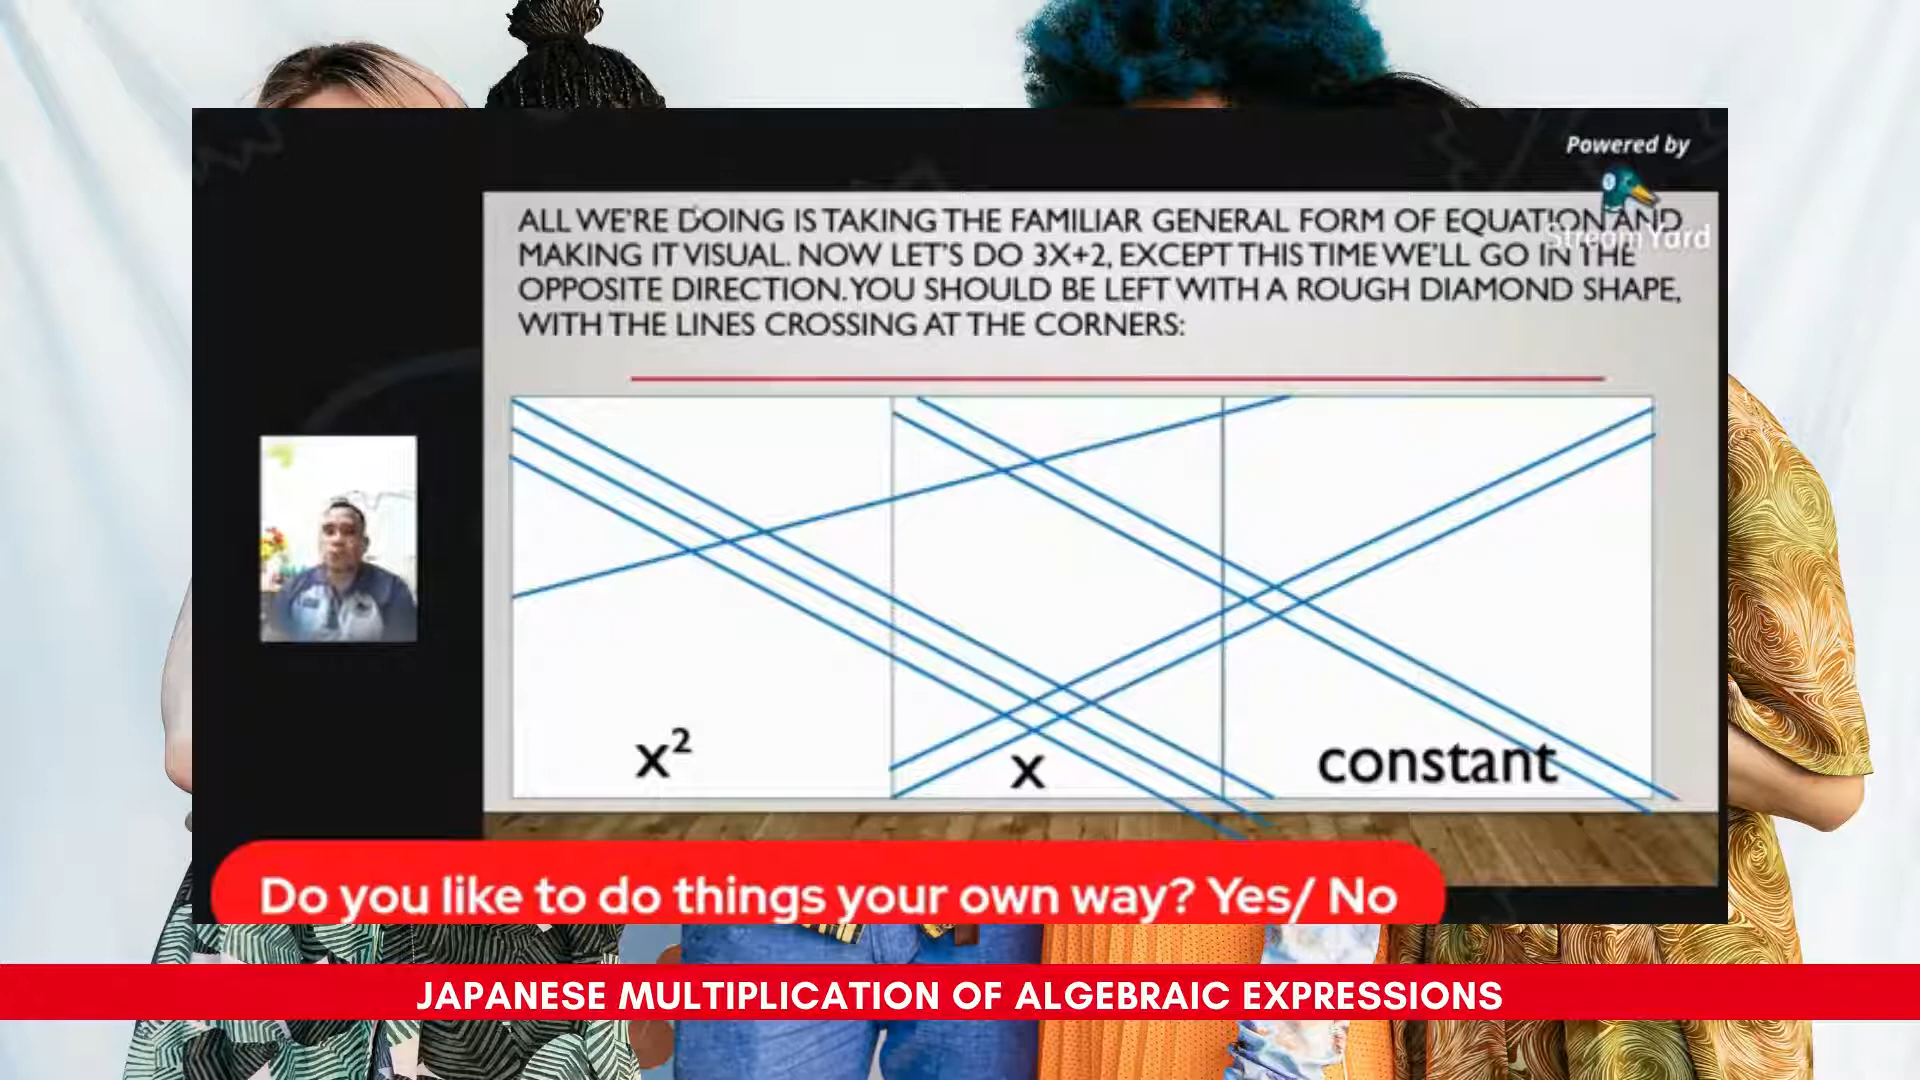 Powered by
StreamYard
ALL WE'RE DOING IS TAKING THE FAMILIAR GENERAL FORM OF EQUATION AND
MAKING IT VISUAL. NOW LET'S DO 3X+2, EXCEPT THIS TIME WE'LL GO IN THE
OPPOSITE DIRECTION. YOU SHOULD BE LEFT WITH A ROUGH DIAMOND SHAPE,
WITH THE LINES CROSSING AT THE CORNERS:
x²
x
constant
Do you like to do things your own way? Yes/ No
JAPANESE MULTIPLICATION OF ALGEBRAIC EXPRESSIONS